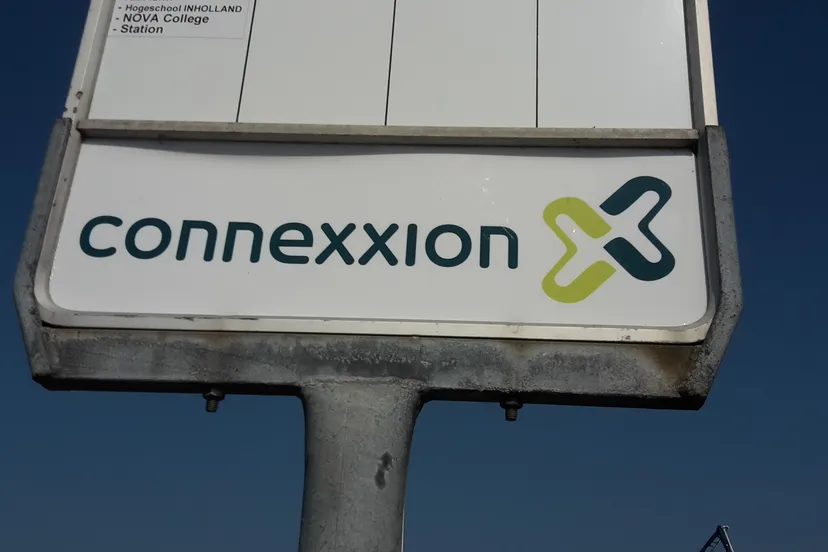 - Hogeschool INHOLLAND
- NOVA College
- Station
connexxion